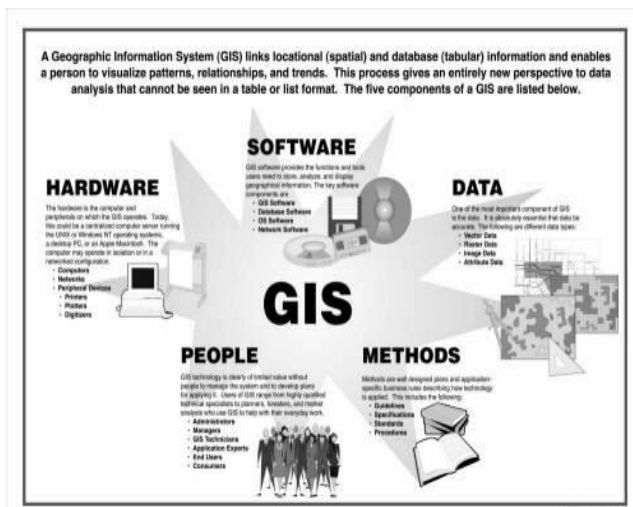 A Geographic Information System (GIS) links locational (spatial) and database (tabular) information and enables
a person to visualize patterns, relationships, and trends. This process gives an entirely new perspective to data
analysis that cannot be seen in a table or list format. The five components of a GIS are listed below.
SOFTWARE
GIS software provides the functions and tools
users need to store, analyze, and display
geographical information. The key software
components are
• GIS Software
• Database Software
• OS Software
• Network Software
HARDWARE
The hardware is the computer and
peripherals on which the GIS operates. Today,
this could be a centralized computer server running
the UNIX or Windows NT operating systems,
a desktop PC, or an Apple Macintosh. The
computer may operate in isolation or in a
networked configuration.
• Computers
• Networks
• Peripheral Devices
• Printers
• Plotters
• Digitizers
DATA
One of the most important component of GIS
is the data. It is absolutely essential that data be
accurate. The following are different data types:
• Vector Data
• Raster Data
• Image Data
• Attribute Data
GIS
PEOPLE
GIS technology is clearly of limited value without
people to manage the system and to develop plans
for applying it. Users of GIS range from highly qualified
technical specialists to planners, foresters, and market
analysts who use GIS to help with their everyday work.
• Administrators
• Managers
• GIS Technicians
• Application Experts
• End Users
• Consumers
METHODS
Methods are well designed plans and application-
specific business rules describing how technology
is applied. This includes the following:
• Guidelines
• Specifications
• Standards
• Procedures